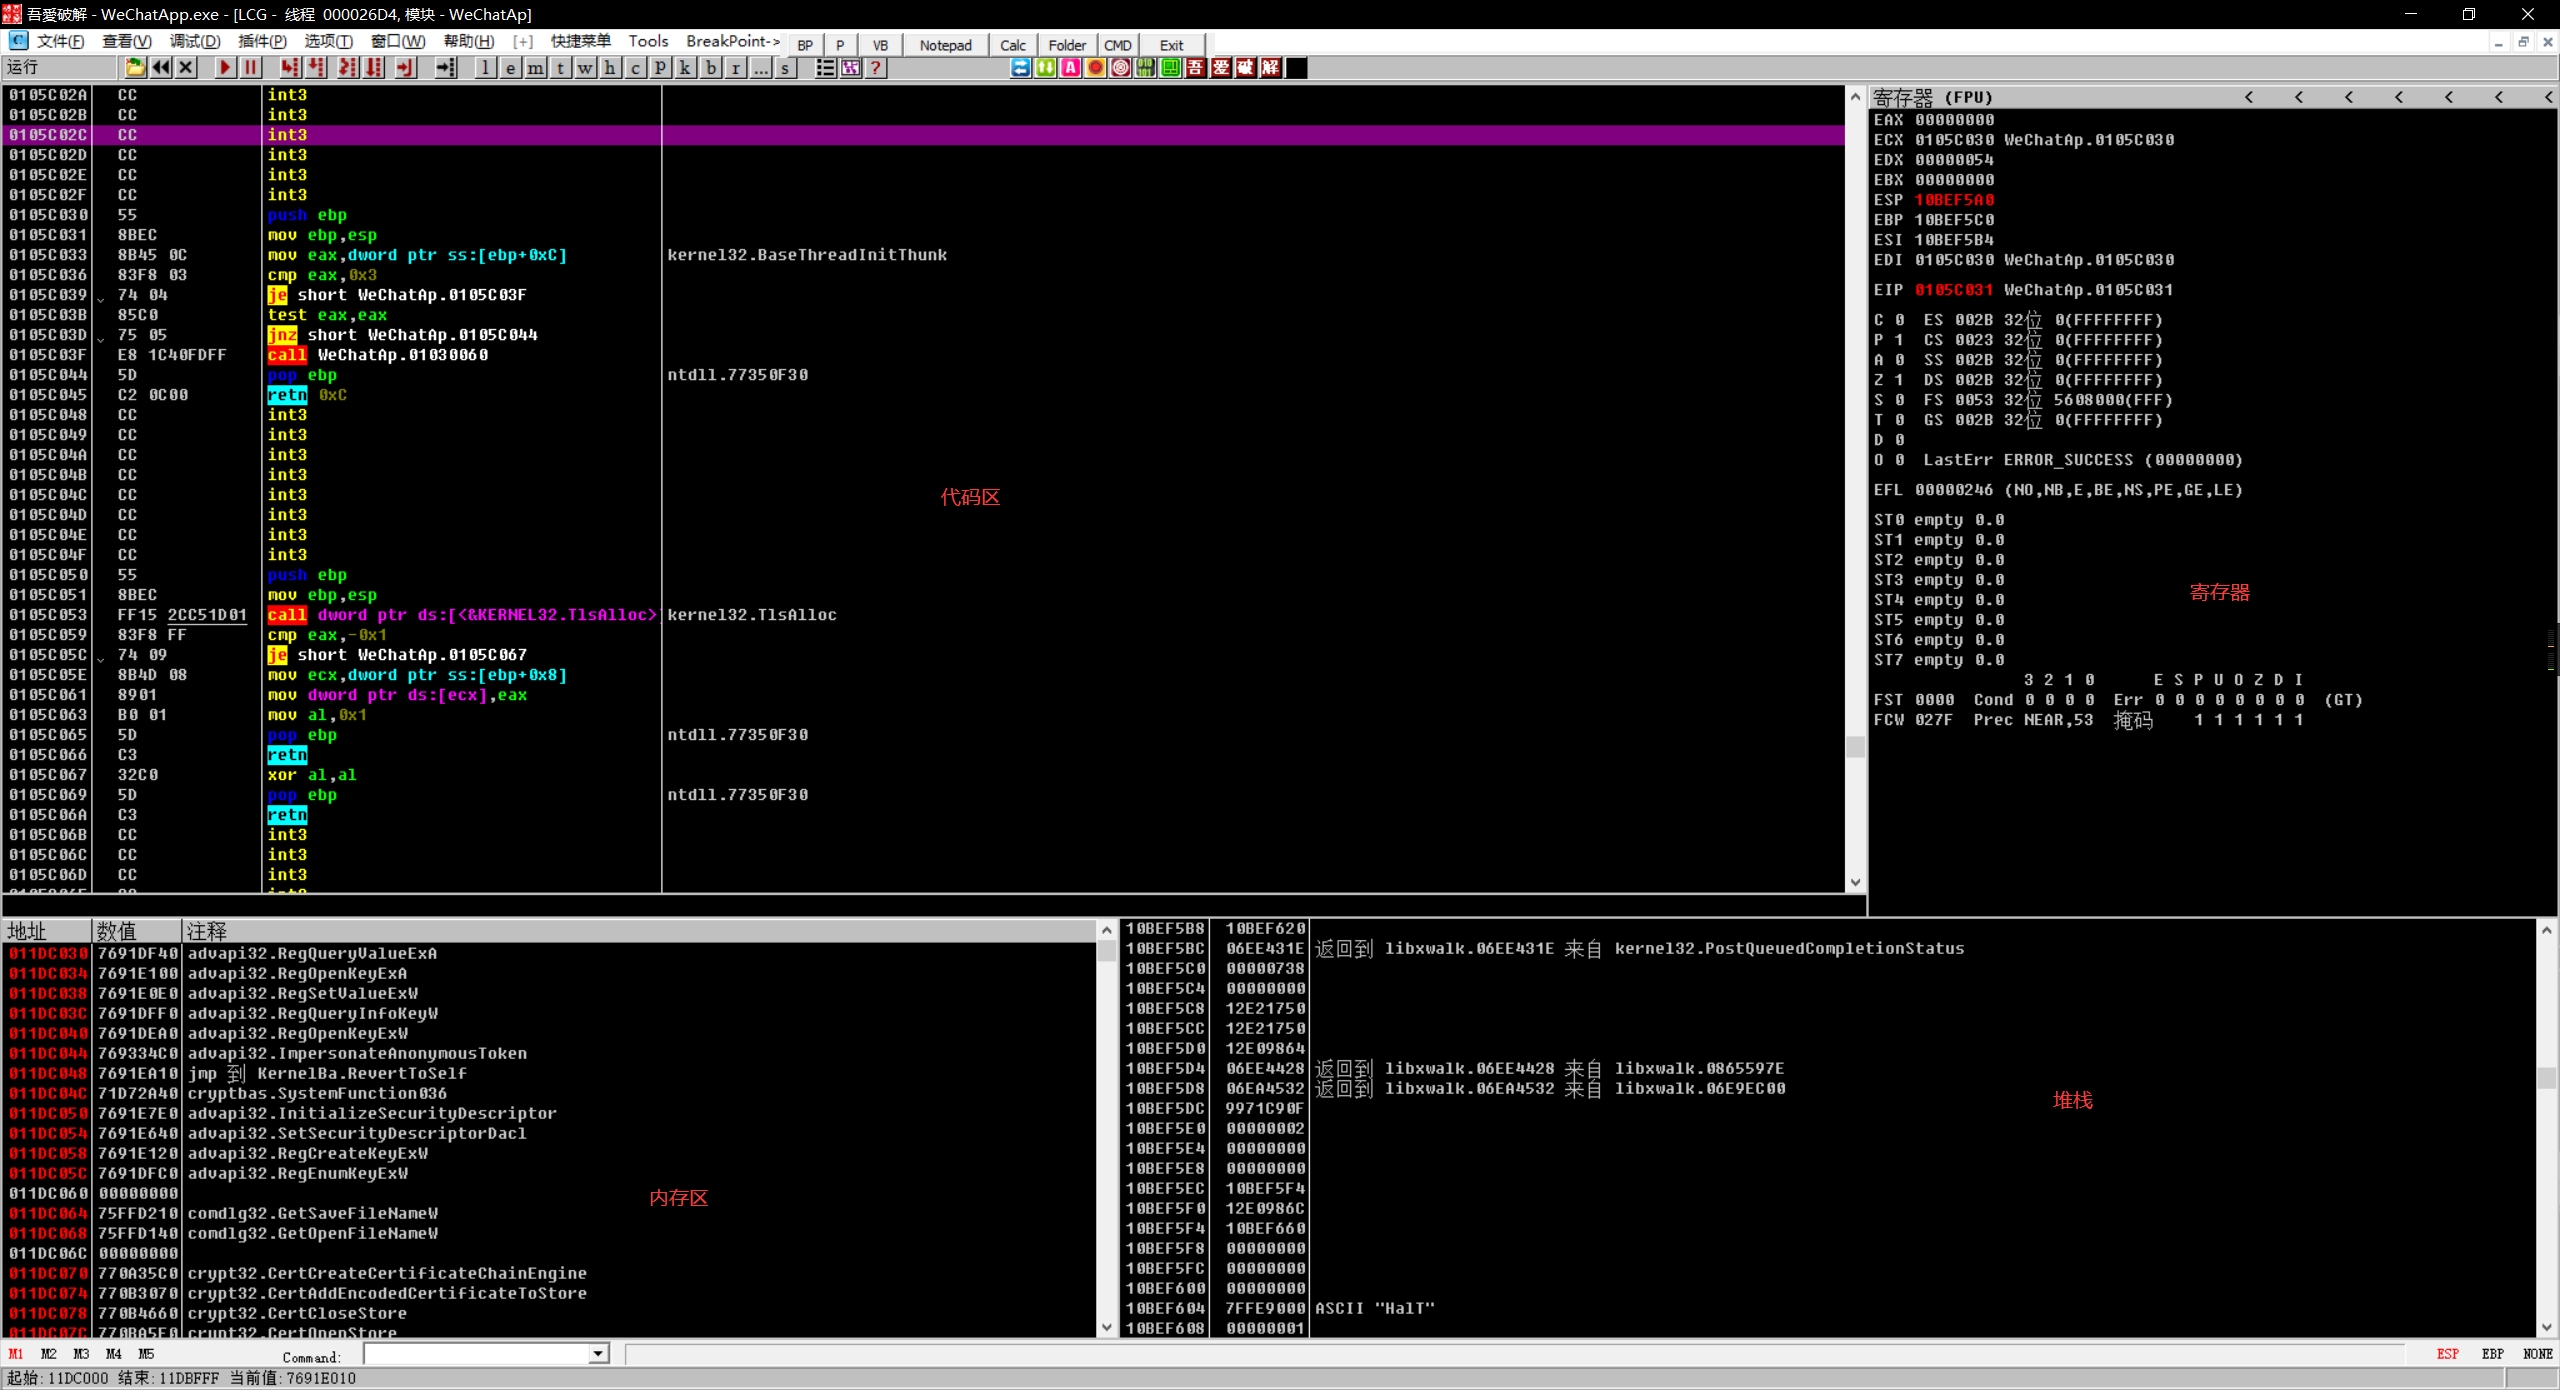 吾愛破解 - WeChatApp.exe - [LCG - 线程 000026D4, 模块 - WeChatAp]
文件(F) 查看(V) 调试(D) 插件(P) 选项(T) 窗口(W) 帮助(H) [+] 快捷菜单 Tools BreakPoint-> BP P VB Notepad Calc Folder CMD Exit
运行 l e m t w h c p k b r ... s ? 吾 爱 破 解
0105C02A CC int3
0105C02B CC int3
0105C02C CC int3
0105C02D CC int3
0105C02E CC int3
0105C02F CC int3
0105C030 55 push ebp
0105C031 8BEC mov ebp,esp
0105C033 8B45 0C mov eax,dword ptr ss:[ebp+0xC] kernel32.BaseThreadInitThunk
0105C036 83F8 03 cmp eax,0x3
0105C039 74 04 je short WeChatAp.0105C03F
0105C03B 85C0 test eax,eax
0105C03D 75 05 jnz short WeChatAp.0105C044
0105C03F E8 1C40FDFF call WeChatAp.01030060
0105C044 5D pop ebp ntdll.77350F30
0105C045 C2 0C00 retn 0xC
0105C048 CC int3
0105C049 CC int3
0105C04A CC int3
0105C04B CC int3
0105C04C CC int3
0105C04D CC int3
0105C04E CC int3
0105C04F CC int3
0105C050 55 push ebp
0105C051 8BEC mov ebp,esp
0105C053 FF15 2CC51D01 call dword ptr ds:[<&KERNEL32.TlsAlloc> kernel32.TlsAlloc
0105C059 83F8 FF cmp eax,-0x1
0105C05C 74 09 je short WeChatAp.0105C067
0105C05E 8B4D 08 mov ecx,dword ptr ss:[ebp+0x8]
0105C061 8901 mov dword ptr ds:[ecx],eax
0105C063 B0 01 mov al,0x1
0105C065 5D pop ebp ntdll.77350F30
0105C066 C3 retn
0105C067 32C0 xor al,al
0105C069 5D pop ebp ntdll.77350F30
0105C06A C3 retn
0105C06B CC int3
0105C06C CC int3
0105C06D CC int3
代码区
寄存器 (FPU) < < < < < < <
EAX 00000000
ECX 0105C030 WeChatAp.0105C030
EDX 00000054
EBX 00000000
ESP 10BEF5A0
EBP 10BEF5C0
ESI 10BEF5B4
EDI 0105C030 WeChatAp.0105C030
EIP 0105C031 WeChatAp.0105C031
C 0 ES 002B 32位 0(FFFFFFFF)
P 1 CS 0023 32位 0(FFFFFFFF)
A 0 SS 002B 32位 0(FFFFFFFF)
Z 1 DS 002B 32位 0(FFFFFFFF)
S 0 FS 0053 32位 5608000(FFF)
T 0 GS 002B 32位 0(FFFFFFFF)
D 0
O 0 LastErr ERROR_SUCCESS (00000000)
EFL 00000246 (NO,NB,E,BE,NS,PE,GE,LE)
ST0 empty 0.0
ST1 empty 0.0
ST2 empty 0.0
ST3 empty 0.0
ST4 empty 0.0
ST5 empty 0.0
ST6 empty 0.0
ST7 empty 0.0
3 2 1 0 E S P U O Z D I
FST 0000 Cond 0 0 0 0 Err 0 0 0 0 0 0 0 0 (GT)
FCW 027F Prec NEAR,53 掩码 1 1 1 1 1 1
寄存器
地址 数值 注释
011DC030 7691DF40 advapi32.RegQueryValueExA
011DC034 7691E100 advapi32.RegOpenKeyExA
011DC038 7691E0E0 advapi32.RegSetValueExW
011DC03C 7691DFF0 advapi32.RegQueryInfoKeyW
011DC040 7691DEA0 advapi32.RegOpenKeyExW
011DC044 769334C0 advapi32.ImpersonateAnonymousToken
011DC048 7691EA10 jmp 到 KernelBa.RevertToSelf
011DC04C 71D72A40 cryptbas.SystemFunction036
011DC050 7691E7E0 advapi32.InitializeSecurityDescriptor
011DC054 7691E640 advapi32.SetSecurityDescriptorDacl
011DC058 7691E120 advapi32.RegCreateKeyExW
011DC05C 7691DFC0 advapi32.RegEnumKeyExW
011DC060 00000000
011DC064 75FFD210 comdlg32.GetSaveFileNameW
011DC068 75FFD140 comdlg32.GetOpenFileNameW
011DC06C 00000000
011DC070 770A35C0 crypt32.CertCreateCertificateChainEngine
011DC074 770B3070 crypt32.CertAddEncodedCertificateToStore
011DC078 770B4660 crypt32.CertCloseStore
011DC07C 770BA5E0 crypt32.CertOpenStore
内存区
10BEF5B8 10BEF620
10BEF5BC 06EE431E 返回到 libxwalk.06EE431E 来自 kernel32.PostQueuedCompletionStatus
10BEF5C0 00000738
10BEF5C4 00000000
10BEF5C8 12E21750
10BEF5CC 12E21750
10BEF5D0 12E09864
10BEF5D4 06EE4428 返回到 libxwalk.06EE4428 来自 libxwalk.0865597E
10BEF5D8 06EA4532 返回到 libxwalk.06EA4532 来自 libxwalk.06E9EC00
10BEF5DC 9971C90F
10BEF5E0 00000002
10BEF5E4 00000000
10BEF5E8 00000000
10BEF5EC 10BEF5F4
10BEF5F0 12E0986C
10BEF5F4 10BEF660
10BEF5F8 00000000
10BEF5FC 00000000
10BEF600 00000000
10BEF604 7FFE9000 ASCII "HalT"
10BEF608 00000001
堆栈
M1 M2 M3 M4 M5 Command: ESP EBP NONE
起始:11DC000 结束:11DBFFF 当前值:7691E010